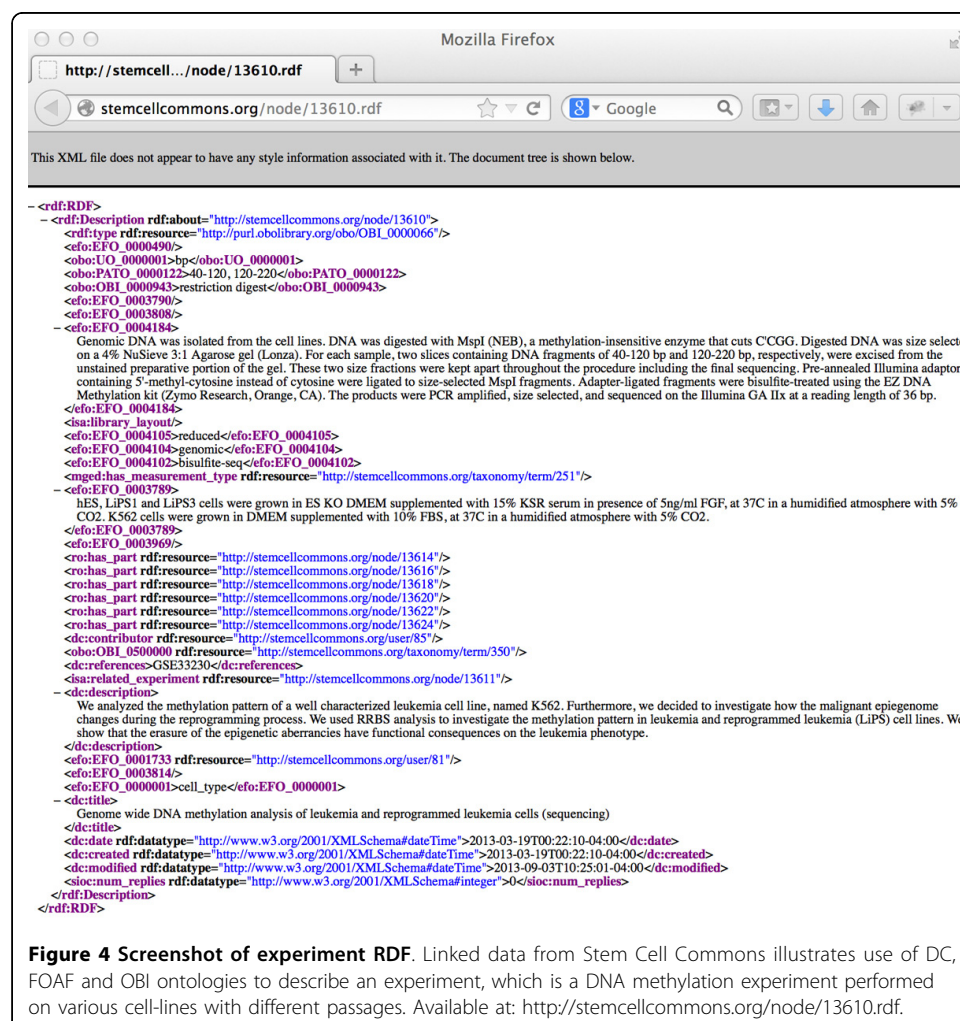 Mozilla Firefox
http://stemcell.../node/13610.rdf
+
stemcellcommons.org/node/13610.rdf
8
Google
This XML file does not appear to have any style information associated with it. The document tree is shown below.
– <rdf:RDF>
– <rdf:Description rdf:about="http://stemcellcommons.org/node/13610">
<rdf:type rdf:resource="http://purl.obolibrary.org/obo/OBI_0000066"/>
<efo:EFO_0000490/>
<obo:UO_0000001>bp</obo:UO_0000001>
<obo:PATO_0000122>40-120, 120-220</obo:PATO_0000122>
<obo:OBI_0000943>restriction digest</obo:OBI_0000943>
<efo:EFO_0003790/>
<efo:EFO_0003808/>
– <efo:EFO_0004184>
Genomic DNA was isolated from the cell lines. DNA was digested with MspI (NEB), a methylation-insensitive enzyme that cuts C'CGG. Digested DNA was size selecte
on a 4% NuSieve 3:1 Agarose gel (Lonza). For each sample, two slices containing DNA fragments of 40-120 bp and 120-220 bp, respectively, were excised from the
unstained preparative portion of the gel. These two size fractions were kept apart throughout the procedure including the final sequencing. Pre-annealed Illumina adaptor
containing 5'-methyl-cytosine instead of cytosine were ligated to size-selected MspI fragments. Adapter-ligated fragments were bisulfite-treated using the EZ DNA
Methylation kit (Zymo Research, Orange, CA). The products were PCR amplified, size selected, and sequenced on the Illumina GA IIx at a reading length of 36 bp.
</efo:EFO_0004184>
<isa:library_layout/>
<efo:EFO_0004105>reduced</efo:EFO_0004105>
<efo:EFO_0004104>genomic</efo:EFO_0004104>
<efo:EFO_0004102>bisulfite-seq</efo:EFO_0004102>
<mged:has_measurement_type rdf:resource="http://stemcellcommons.org/taxonomy/term/251"/>
– <efo:EFO_0003789>
hES, LiPS1 and LiPS3 cells were grown in ES KO DMEM supplemented with 15% KSR serum in presence of 5ng/ml FGF, at 37C in a humidified atmosphere with 5%
CO2. K562 cells were grown in DMEM supplemented with 10% FBS, at 37C in a humidified atmosphere with 5% CO2.
</efo:EFO_0003789>
<efo:EFO_0003969/>
<ro:has_part rdf:resource="http://stemcellcommons.org/node/13614"/>
<ro:has_part rdf:resource="http://stemcellcommons.org/node/13616"/>
<ro:has_part rdf:resource="http://stemcellcommons.org/node/13618"/>
<ro:has_part rdf:resource="http://stemcellcommons.org/node/13620"/>
<ro:has_part rdf:resource="http://stemcellcommons.org/node/13622"/>
<ro:has_part rdf:resource="http://stemcellcommons.org/node/13624"/>
<dc:contributor rdf:resource="http://stemcellcommons.org/user/85"/>
<obo:OBI_0500000 rdf:resource="http://stemcellcommons.org/taxonomy/term/350"/>
<dc:references>GSE33230</dc:references>
<isa:related_experiment rdf:resource="http://stemcellcommons.org/node/13611"/>
– <dc:description>
We analyzed the methylation pattern of a well characterized leukemia cell line, named K562. Furthermore, we decided to investigate how the malignant epigenome
changes during the reprogramming process. We used RRBS analysis to investigate the methylation pattern in leukemia and reprogrammed leukemia (LiPS) cell lines. We
show that the erasure of the epigenetic aberrancies have functional consequences on the leukemia phenotype.
</dc:description>
<efo:EFO_0001733 rdf:resource="http://stemcellcommons.org/user/81"/>
<efo:EFO_0003814/>
<efo:EFO_0000001>cell_type</efo:EFO_0000001>
– <dc:title>
Genome wide DNA methylation analysis of leukemia and reprogrammed leukemia cells (sequencing)
</dc:title>
<dc:date rdf:datatype="http://www.w3.org/2001/XMLSchema#dateTime">2013-03-19T00:22:10-04:00</dc:date>
<dc:created rdf:datatype="http://www.w3.org/2001/XMLSchema#dateTime">2013-03-19T00:22:10-04:00</dc:created>
<dc:modified rdf:datatype="http://www.w3.org/2001/XMLSchema#dateTime">2013-09-03T10:25:01-04:00</dc:modified>
<sioc:num_replies rdf:datatype="http://www.w3.org/2001/XMLSchema#integer">0</sioc:num_replies>
</rdf:Description>
</rdf:RDF>
Figure 4 Screenshot of experiment RDF. Linked data from Stem Cell Commons illustrates use of DC,
FOAF and OBI ontologies to describe an experiment, which is a DNA methylation experiment performed
on various cell-lines with different passages. Available at: http://stemcellcommons.org/node/13610.rdf.